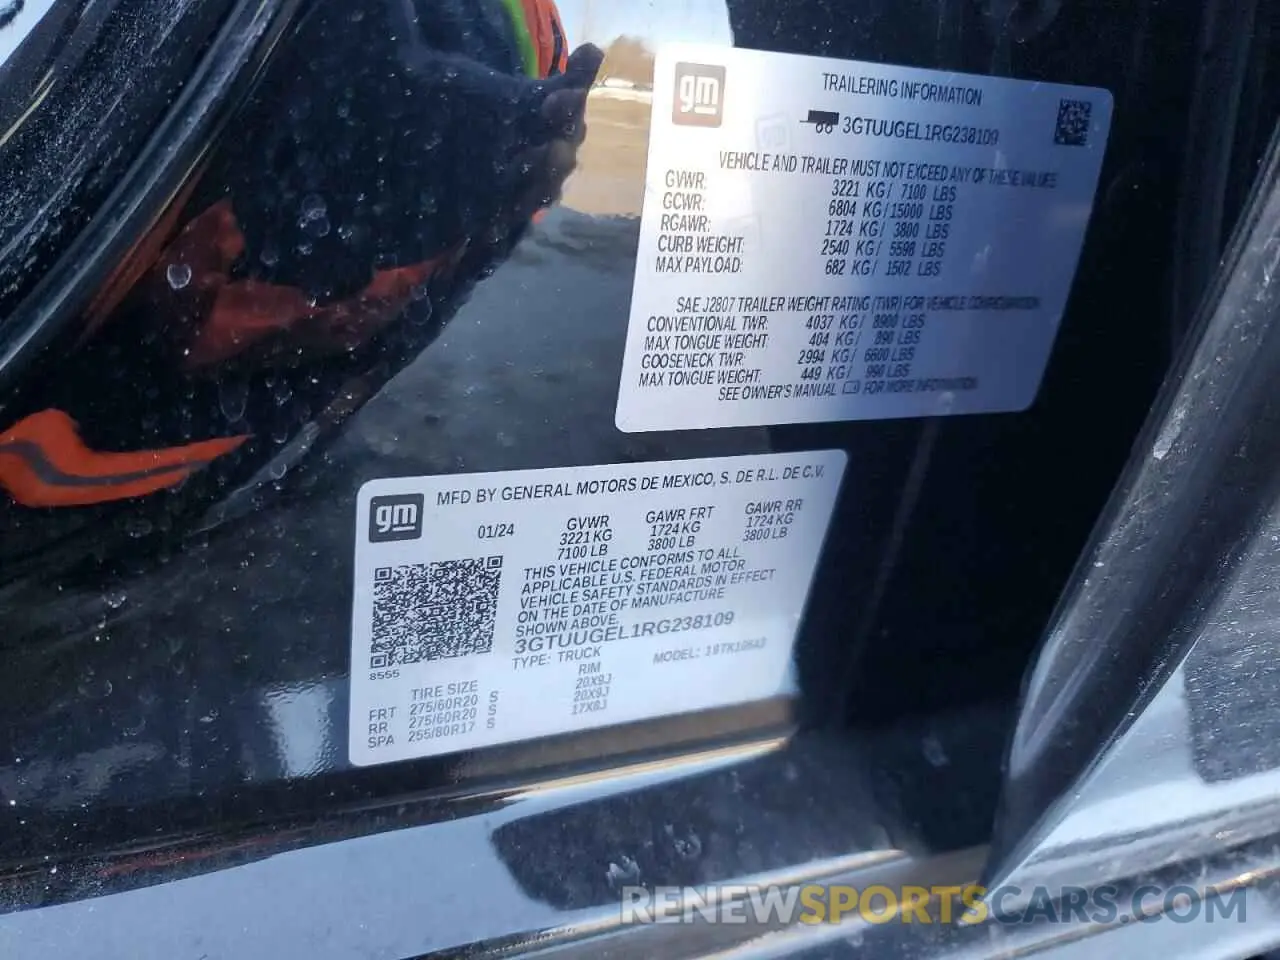 gm
TRAILERING INFORMATION
3GTUUGEL1RG238109
VEHICLE AND TRAILER MUST NOT EXCEED ANY OF THESE VALUES
GVWR: 3221 KG/ 7100 LBS
GCWR: 6804 KG/15000 LBS
RGAWR: 1724 KG/ 3800 LBS
CURB WEIGHT: 2540 KG/ 5598 LBS
MAX PAYLOAD: 682 KG/ 1502 LBS
SAE J2807 TRAILER WEIGHT RATING (TWR) FOR VEHICLE CONFIGURATION
CONVENTIONAL TWR: 4037 KG/ 8900 LBS
MAX TONGUE WEIGHT: 404 KG/ 890 LBS
GOOSENECK TWR: 2994 KG/ 6600 LBS
MAX TONGUE WEIGHT: 449 KG/ 990 LBS
SEE OWNER'S MANUAL FOR MORE INFORMATION
gm
MFD BY GENERAL MOTORS DE MEXICO, S. DE R.L. DE C.V.
01/24 GVWR GAWR FRT GAWR RR
3221 KG 1724 KG 1724 KG
7100 LB 3800 LB 3800 LB
THIS VEHICLE CONFORMS TO ALL
APPLICABLE U.S. FEDERAL MOTOR
VEHICLE SAFETY STANDARDS IN EFFECT
ON THE DATE OF MANUFACTURE
SHOWN ABOVE.
3GTUUGEL1RG238109
TYPE: TRUCK MODEL:
8555
TIRE SIZE RIM
FRT 275/60R20 S 20X9J
RR 275/60R20 S 20X9J
SPA 255/80R17 S 17X8J
RENEWSPORTSCARS.COM